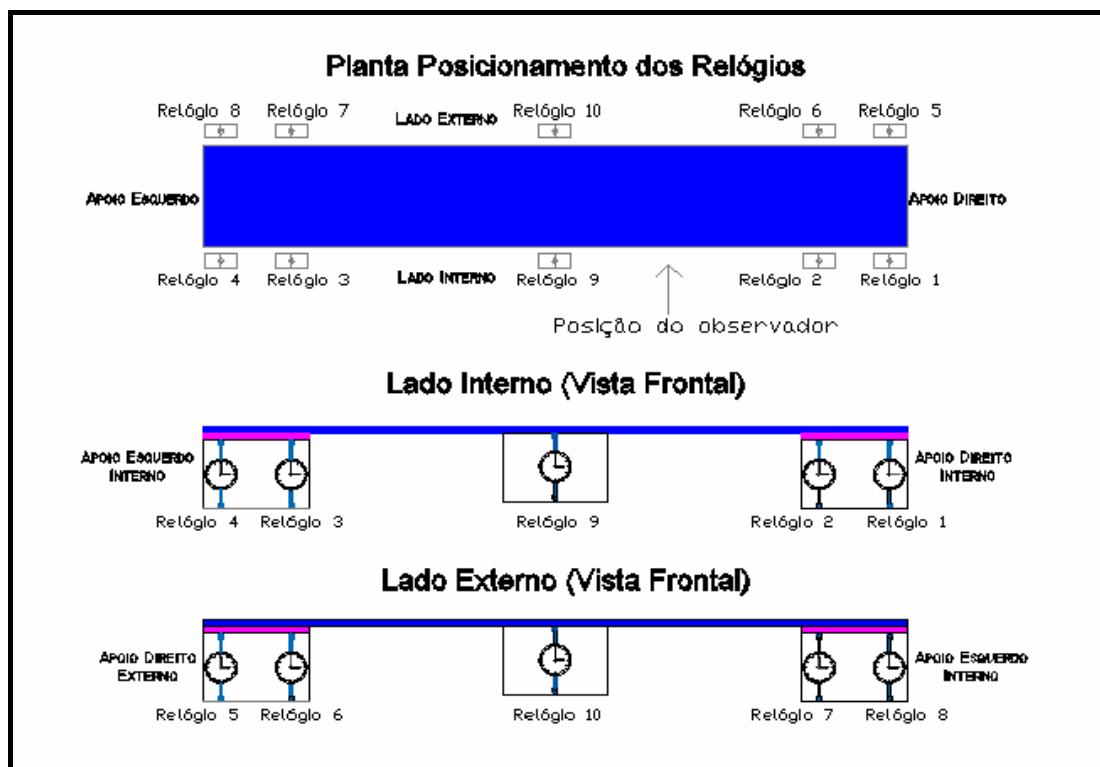 Planta Posicionamento dos Relógios
Relógio 8 Relógio 7 LADO EXTERNO Relógio 10 Relógio 6 Relógio 5
APOIO ESQUERDO APOIO DIREITO
Relógio 4 Relógio 3 LADO INTERNO Relógio 9 Relógio 2 Relógio 1
Posição do observador
Lado Interno (Vista Frontal)
APOIO ESQUERDO
INTERNO
APOIO DIREITO
INTERNO
Relógio 4 Relógio 3 Relógio 9 Relógio 2 Relógio 1
Lado Externo (Vista Frontal)
APOIO DIREITO
EXTERNO
APOIO ESQUERDO
INTERNO
Relógio 5 Relógio 6 Relógio 10 Relógio 7 Relógio 8